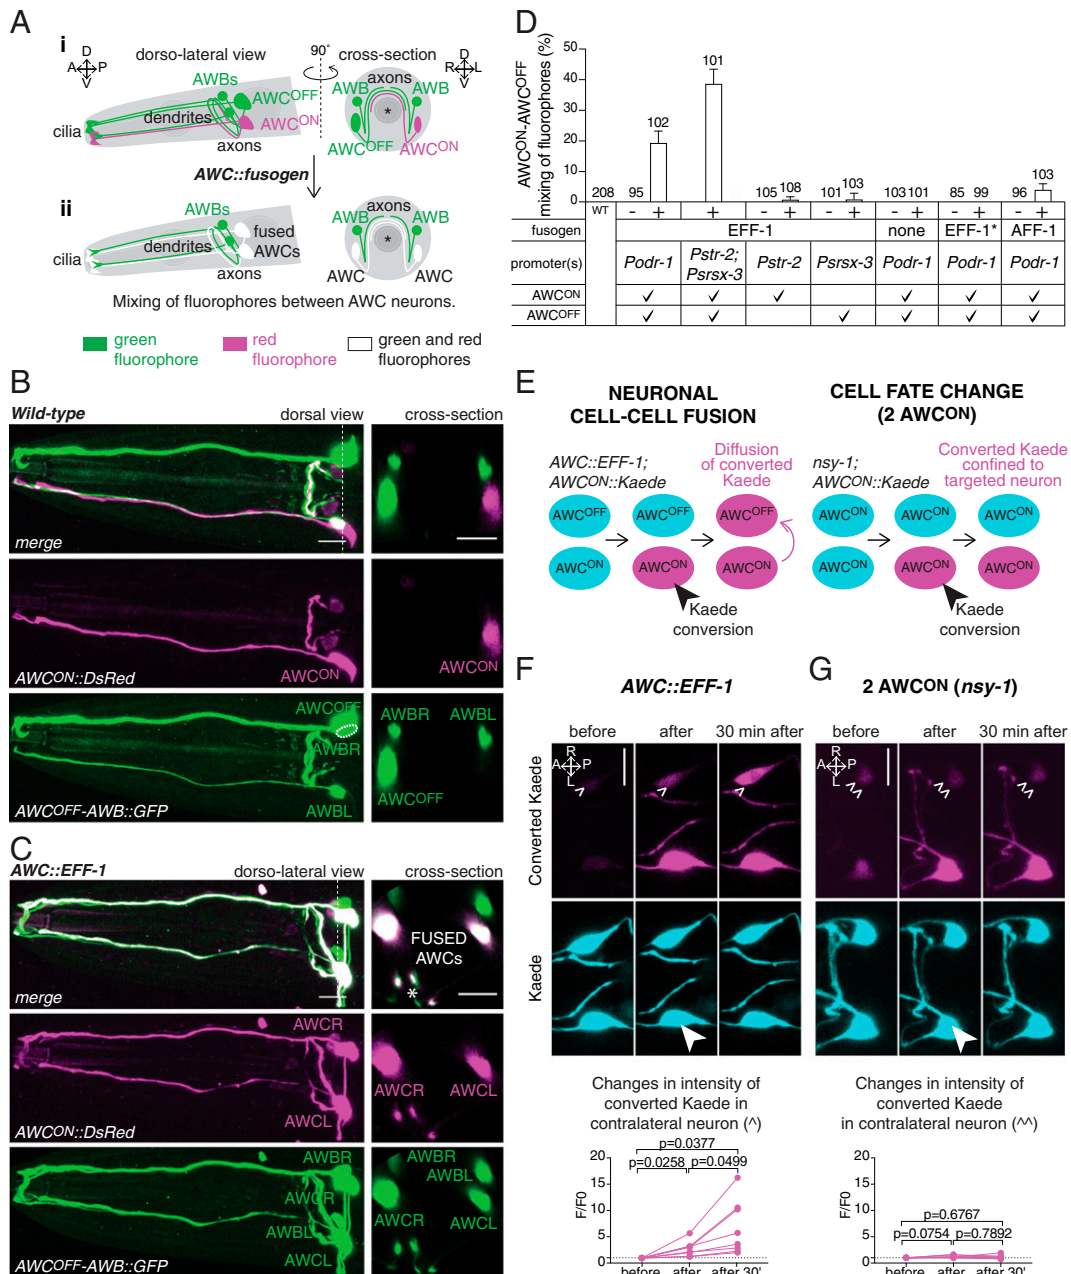 A
i
dorso-lateral view
90°
cross-section
D
A P
V
D
R L
V
AWBs
AWCOFF
AWCON
dendrites
cilia
axons
axons
AWB AWB
*
AWCOFF AWCON
AWC::fusogen
ii
AWBs
dendrites
fused
AWCs
cilia
axons
axons
AWB AWB
*
AWC AWC
Mixing of fluorophores between AWC neurons.
green
fluorophore
red
fluorophore
green and red
fluorophores
B
Wild-type
dorsal view
cross-section
merge
AWCON::DsRed
AWCON
AWCON
AWCOFF
AWBR
AWBL
AWCOFF-AWB::GFP
AWBR AWBL
AWCOFF
C
AWC::EFF-1
dorso-lateral view
cross-section
merge
FUSED
AWCs
*
AWCR
AWCL
AWCON::DsRed
AWCR AWCL
AWBR
AWCR
AWBL
AWCL
AWCOFF-AWB::GFP
AWBR
AWBL
AWCR AWCL
D
AWCON-AWCOFF
mixing of fluorophores (%)
50
40
30
20
10
0
208 95 102 101 105 108 101 103 103 101 85 99 96 103
WT - + + - + - + - + - + - +
fusogen EFF-1 none EFF-1* AFF-1
promoter(s) Podr-1 Pstr-2; Psrsx-3 Pstr-2 Psrsx-3 Podr-1 Podr-1 Podr-1
AWCON ✓ ✓ ✓ ✓ ✓ ✓
AWCOFF ✓ ✓ ✓ ✓ ✓ ✓
E
NEURONAL
CELL-CELL FUSION
CELL FATE CHANGE
(2 AWCON)
AWC::EFF-1;
AWCON::Kaede
Diffusion
of converted
Kaede
nsy-1;
AWCON::Kaede
Converted Kaede
confined to
targeted neuron
AWCOFF AWCOFF AWCOFF
AWCON AWCON AWCON
AWCON AWCON AWCON
AWCON AWCON AWCON
Kaede
conversion
Kaede
conversion
F
AWC::EFF-1
before after 30 min after
R
A P
L
Converted Kaede
Kaede
G
2 AWCON (nsy-1)
before after 30 min after
R
A P
L
Changes in intensity of
converted Kaede in
contralateral neuron (^)
p=0.0377
p=0.0258 p=0.0499
20
15
10
5
0
F/F0
before after after 30'
Changes in intensity of
converted Kaede
in contralateral neuron (^^)
p=0.6767
p=0.0754 p=0.7892
20
15
10
5
0
F/F0
before after after 30'